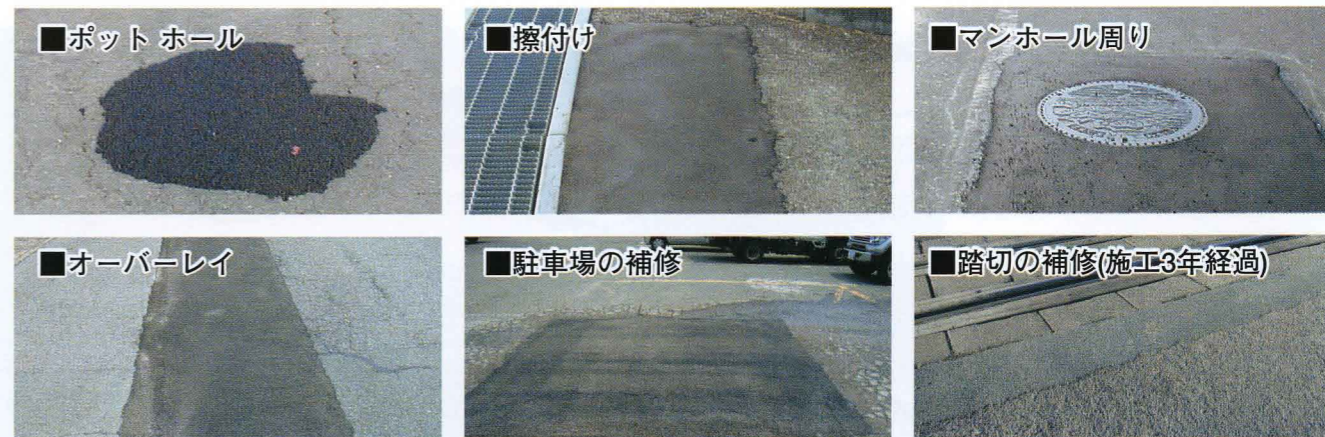 ■ポットホール
■擦付け
■マンホール周り
■オーバーレイ
■駐車場の補修
■踏切の補修(施工3年経過)